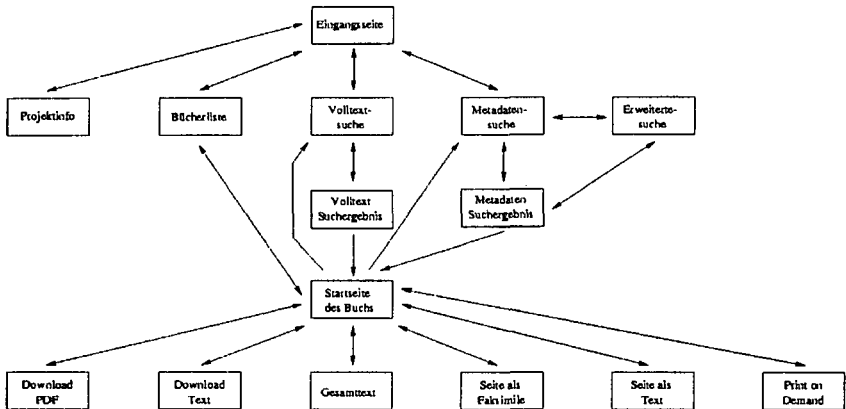 Eingangsseite
Projektinfo
Bücherliste
Volltext-
suche
Metadaten-
suche
Erweiterte-
suche
Volltext
Suchergebnis
Metadaten
Suchergebnis
Startseite
des Buchs
Download
PDF
Download
Text
Gesamttext
Seite als
Faksimile
Seite als
Text
Print on
Demand